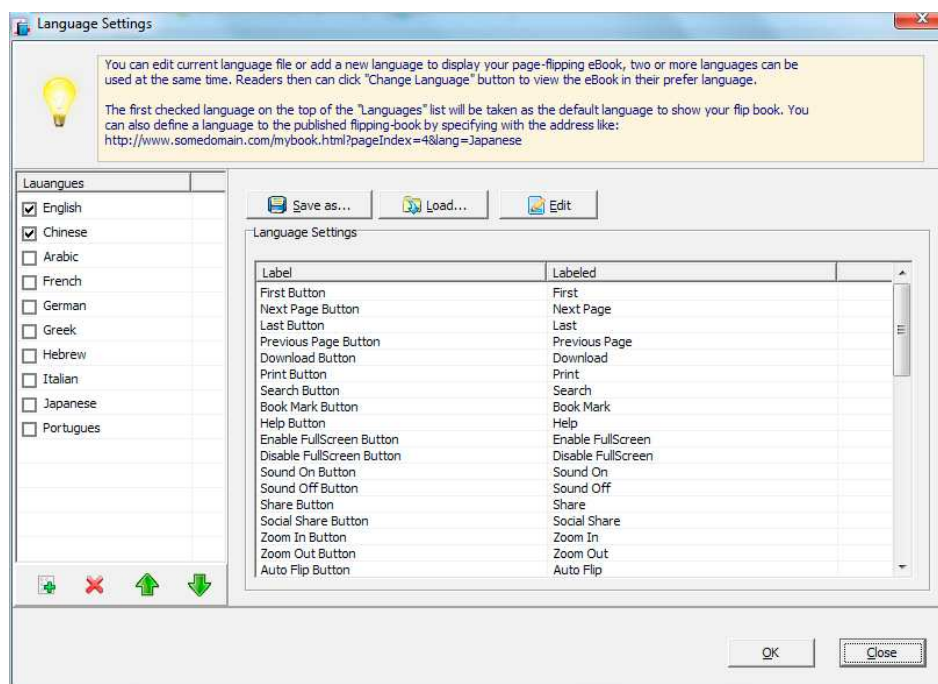 Language Settings
You can edit current language file or add a new language to display your page-flipping eBook, two or more languages can be
used at the same time. Readers then can click "Change Language" button to view the eBook in their prefer language.
The first checked language on the top of the "Languages" list will be taken as the default language to show your flip book. You
can also define a language to the published flipping-book by specifying with the address like:
http://www.somedomain.com/mybook.html?pageIndex=4&lang=Japanese
Lauangues
English
Chinese
Arabic
French
German
Greek
Hebrew
Italian
Japanese
Portugues
Save as... Load... Edit
Language Settings
Label Labeled
First Button First
Next Page Button Next Page
Last Button Last
Previous Page Button Previous Page
Download Button Download
Print Button Print
Search Button Search
Book Mark Button Book Mark
Help Button Help
Enable FullScreen Button Enable FullScreen
Disable FullScreen Button Disable FullScreen
Sound On Button Sound On
Sound Off Button Sound Off
Share Button Share
Social Share Button Social Share
Zoom In Button Zoom In
Zoom Out Button Zoom Out
Auto Flip Button Auto Flip
OK Close